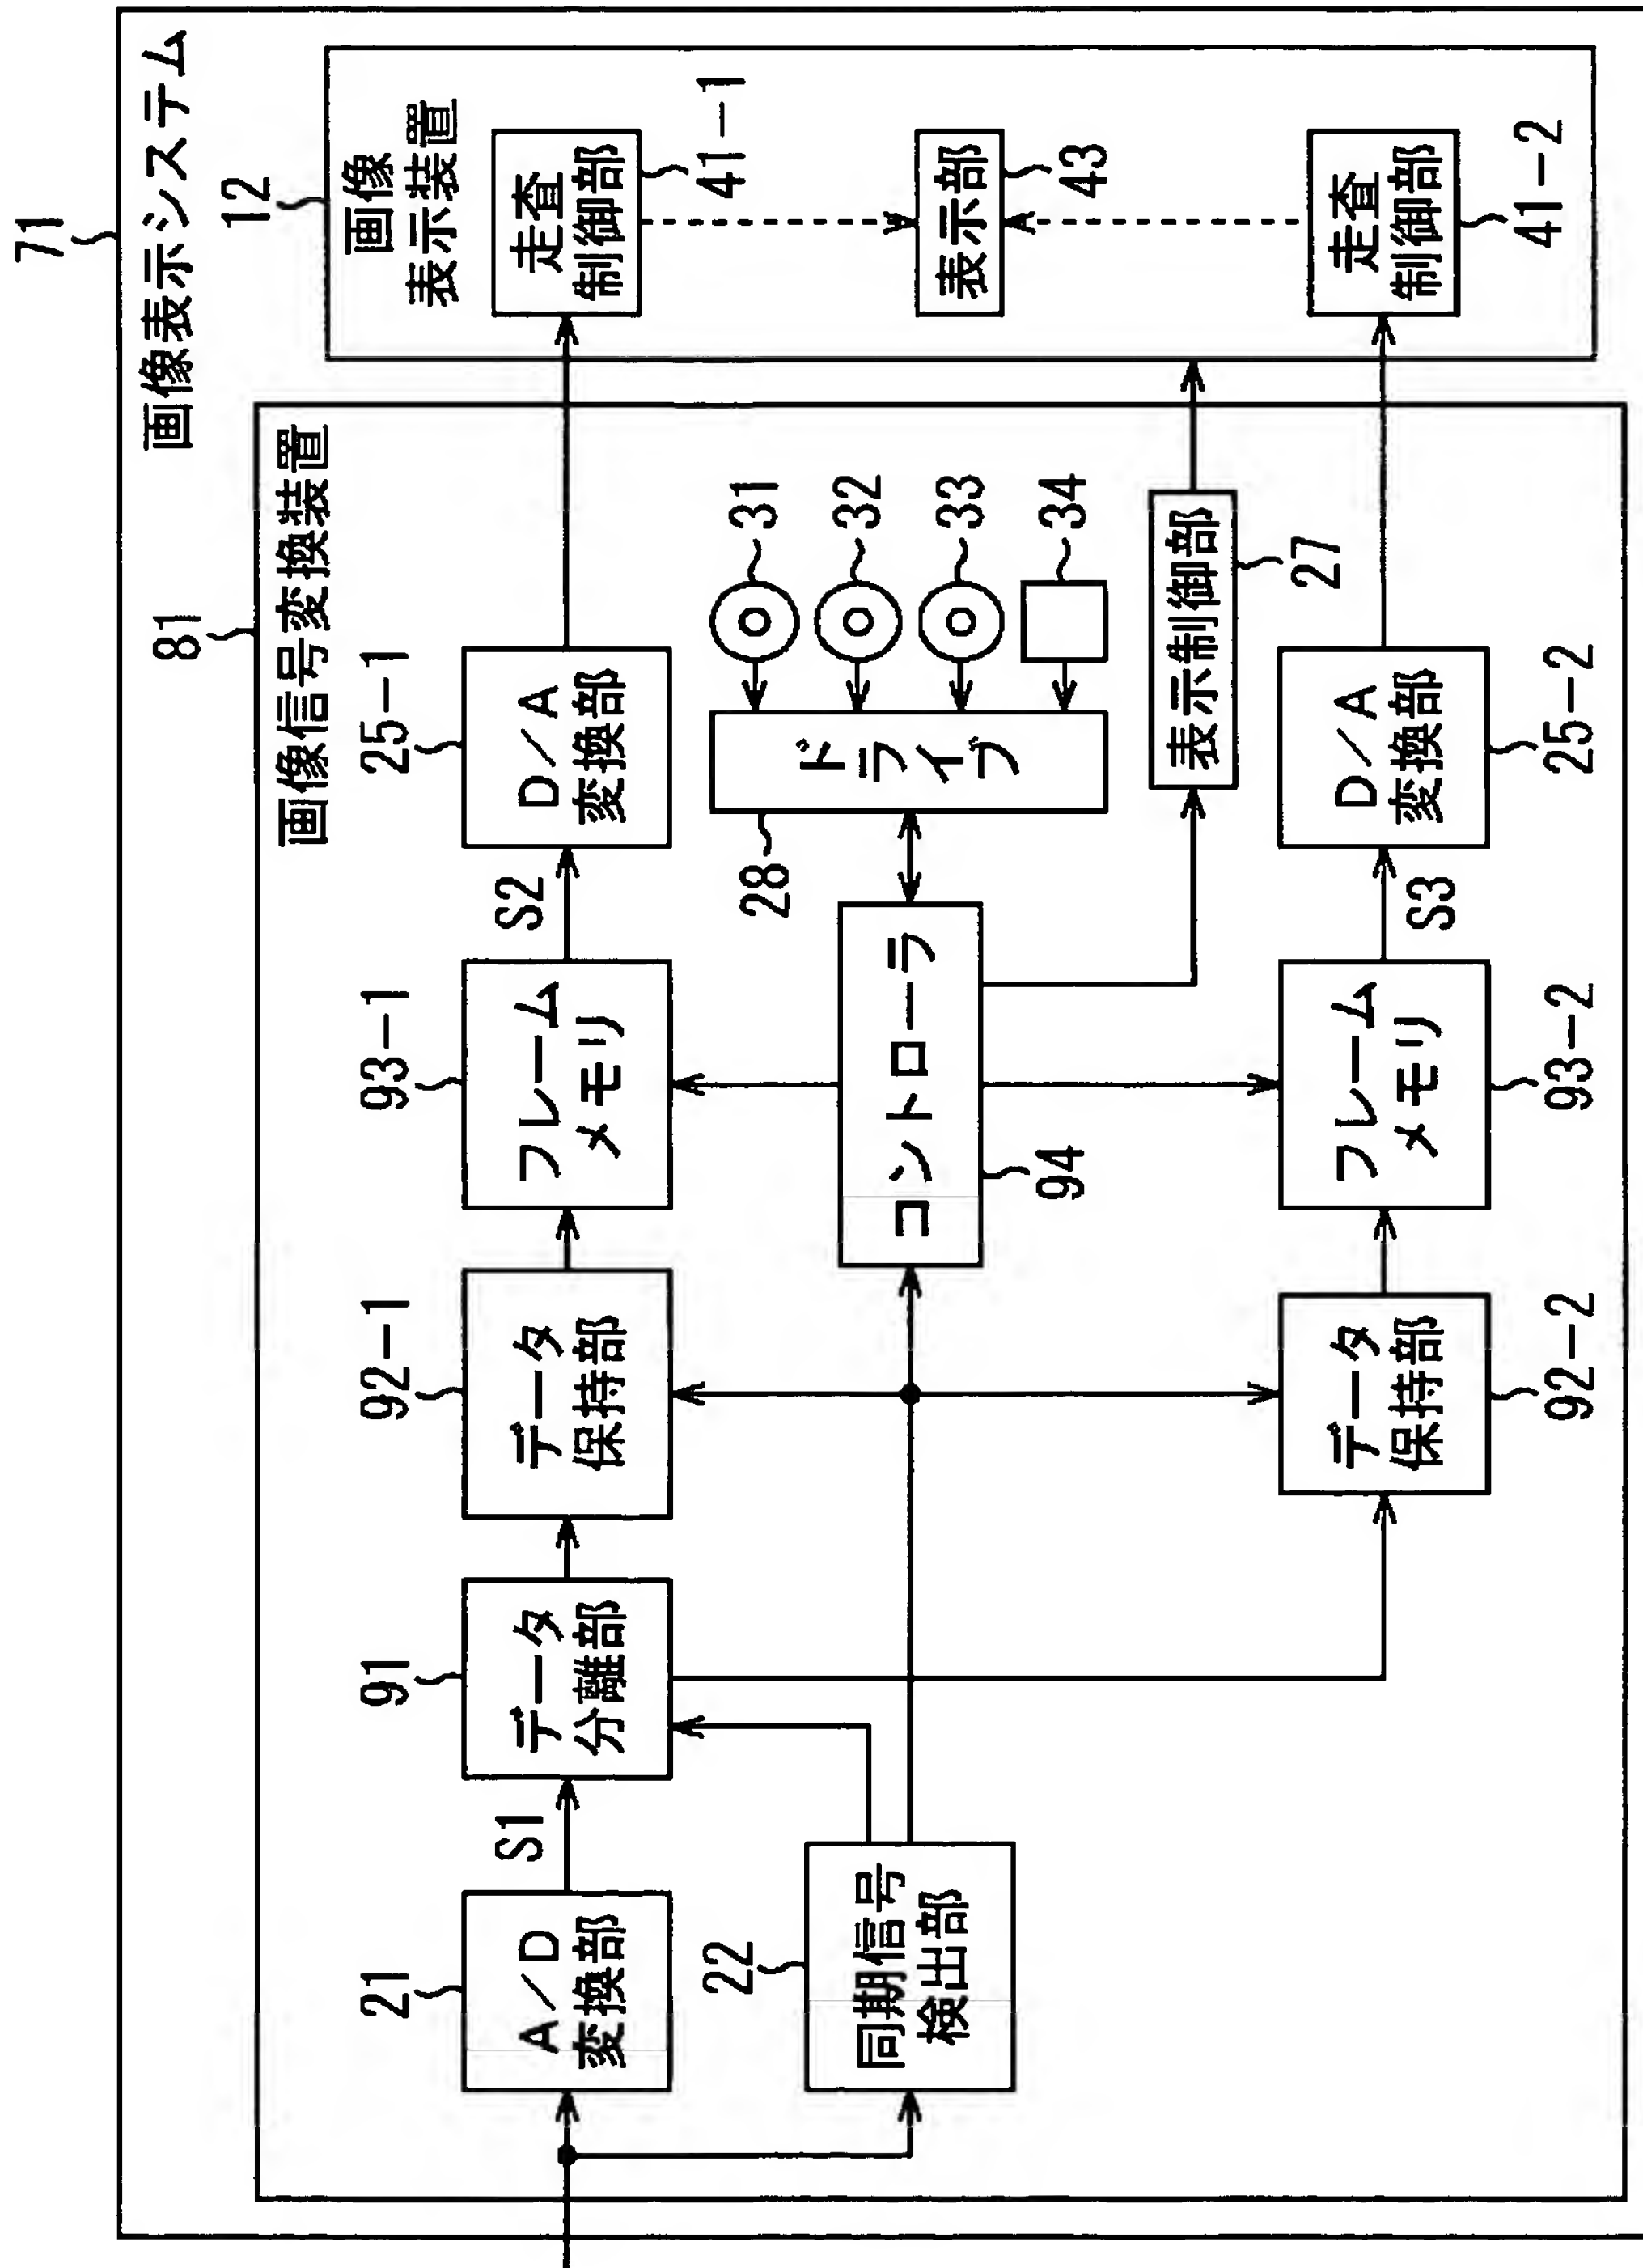 71
画像表示システム
81
画像信号変換装置
12
画像
表示装置
21
A/D
変換部
S1
91
データ
分離部
92-1
データ
保持部
93-1
フレーム
メモリ
S2
25-1
D/A
変換部
走査
制御部
41-1
22
同期信号
検出部
コントローラ
94
28
ドライブ
31
32
33
34
表示制御部
27
表示部
43
データ
保持部
92-2
フレーム
メモリ
93-2
S3
D/A
変換部
25-2
走査
制御部
41-2